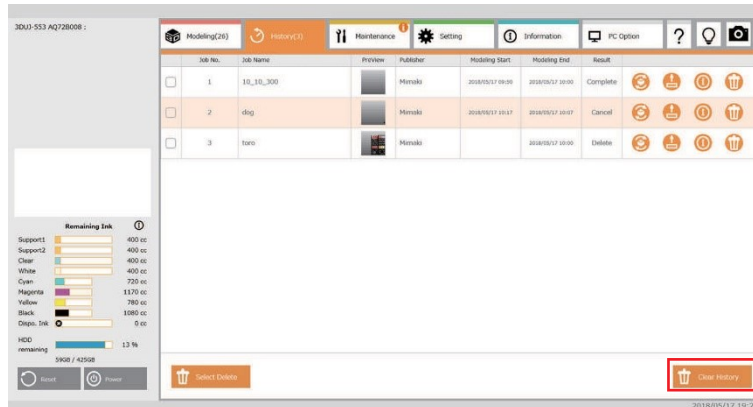 3DUJ-553 AQ72B008 :
Modeling(26)
History(3)
Maintenance
Setting
Information
PC Option
Job No. Job Name Preview Publisher Modeling Start Modeling End Result
1 10_10_300 Mimaki 2018/05/17 09:50 2018/05/17 10:00 Complete
2 dog Mimaki 2018/05/17 10:17 2018/05/17 10:07 Cancel
3 toro Mimaki 2018/05/17 10:00 Delete
Remaining Ink
Support1 400 cc
Support2 400 cc
Clear 400 cc
White 400 cc
Cyan 720 cc
Magenta 1170 cc
Yellow 780 cc
Black 1080 cc
Dispo. Ink 0 cc
HDD
remaining
13 %
59GB / 425GB
Reset
Power
Select Delete
Clear History